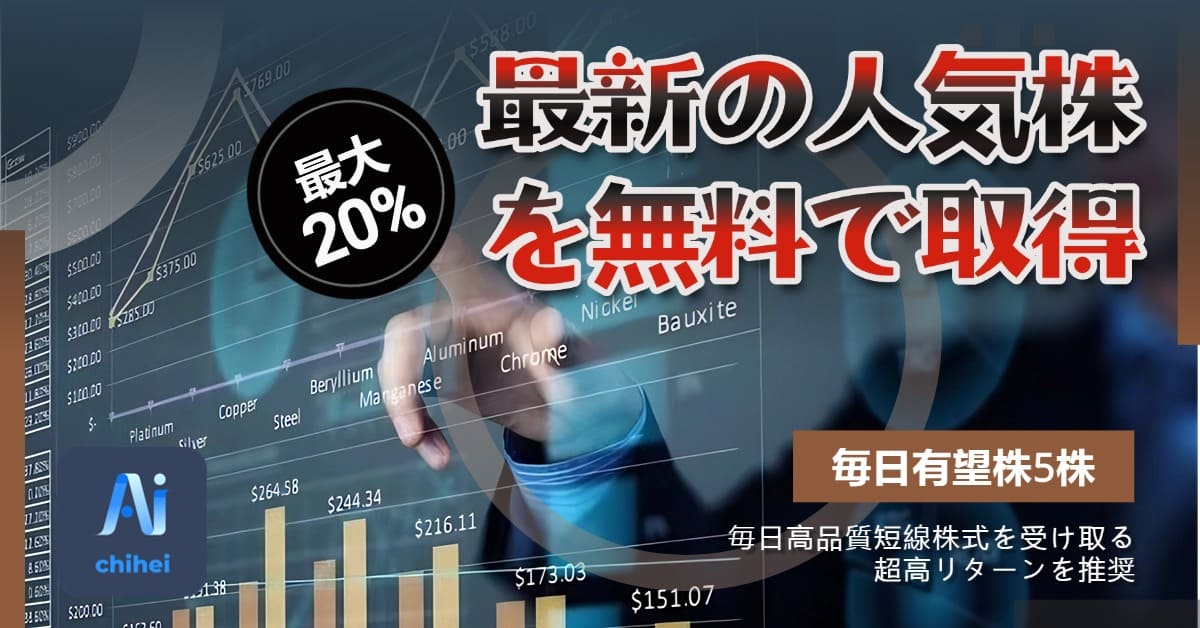 最新の人気株
を無料で取得
最大
20%
毎日有望株5株
毎日高品質短線株式を受け取る
超高リターンを推奨
Ai
chihei
$588.00
$769.00
$625.00
$375.00
$285.00
$500.00
$400.00
$300.00
$200.00
$100.00
$-
Platinum
Silver
Copper
Steel
Beryllium
Manganese
Aluminum
Chrome
Nickel
Bauxite
$264.58
$244.34
$216.11
$173.03
$151.07
$200.00